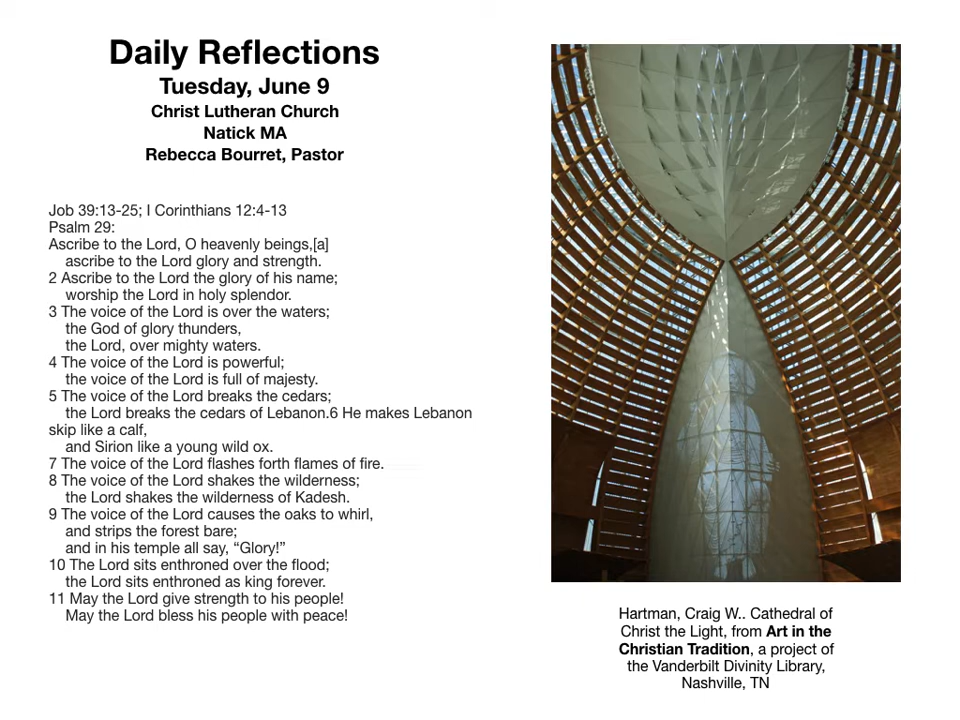 Daily Reflections
Tuesday, June 9
Christ Lutheran Church
Natick MA
Rebecca Bourret, Pastor
Job 39:13-25; I Corinthians 12:4-13
Psalm 29:
Ascribe to the Lord, O heavenly beings,[a]
ascribe to the Lord glory and strength.
2 Ascribe to the Lord the glory of his name;
worship the Lord in holy splendor.
3 The voice of the Lord is over the waters;
the God of glory thunders,
the Lord, over mighty waters.
4 The voice of the Lord is powerful;
the voice of the Lord is full of majesty.
5 The voice of the Lord breaks the cedars;
the Lord breaks the cedars of Lebanon.6 He makes Lebanon
skip like a calf,
and Sirion like a young wild ox.
7 The voice of the Lord flashes forth flames of fire.
8 The voice of the Lord shakes the wilderness;
the Lord shakes the wilderness of Kadesh.
9 The voice of the Lord causes the oaks to whirl,
and strips the forest bare;
and in his temple all say, “Glory!”
10 The Lord sits enthroned over the flood;
the Lord sits enthroned as king forever.
11 May the Lord give strength to his people!
May the Lord bless his people with peace!
Hartman, Craig W.. Cathedral of
Christ the Light, from Art in the
Christian Tradition, a project of
the Vanderbilt Divinity Library,
Nashville, TN